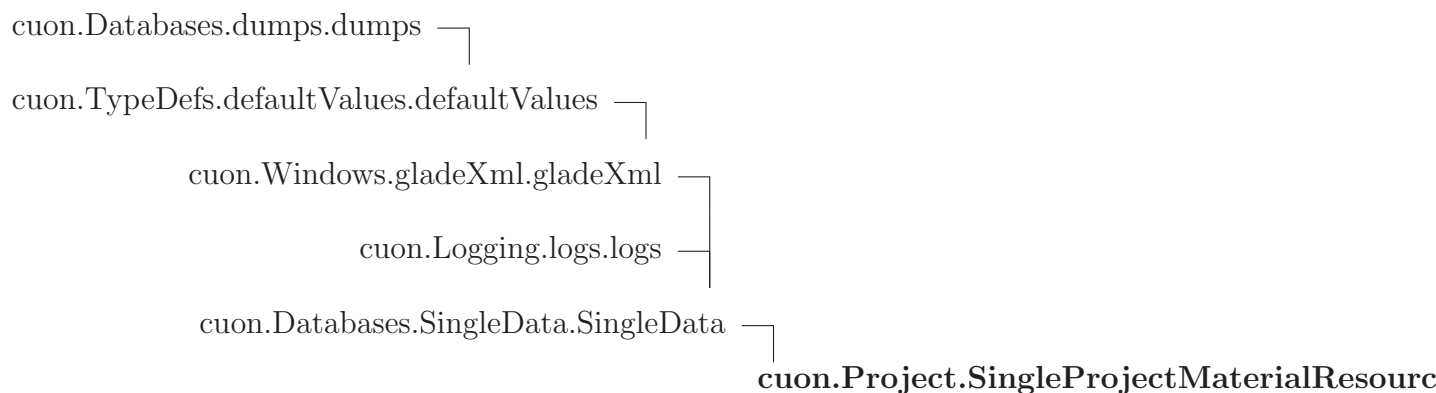 cuon.Databases.dumps.dumps
cuon.TypeDefs.defaultValues.defaultValues
cuon.Windows.gladeXml.gladeXml
cuon.Logging.logs.logs
cuon.Databases.SingleData.SingleData
cuon.Project.SingleProjectMaterialResourc